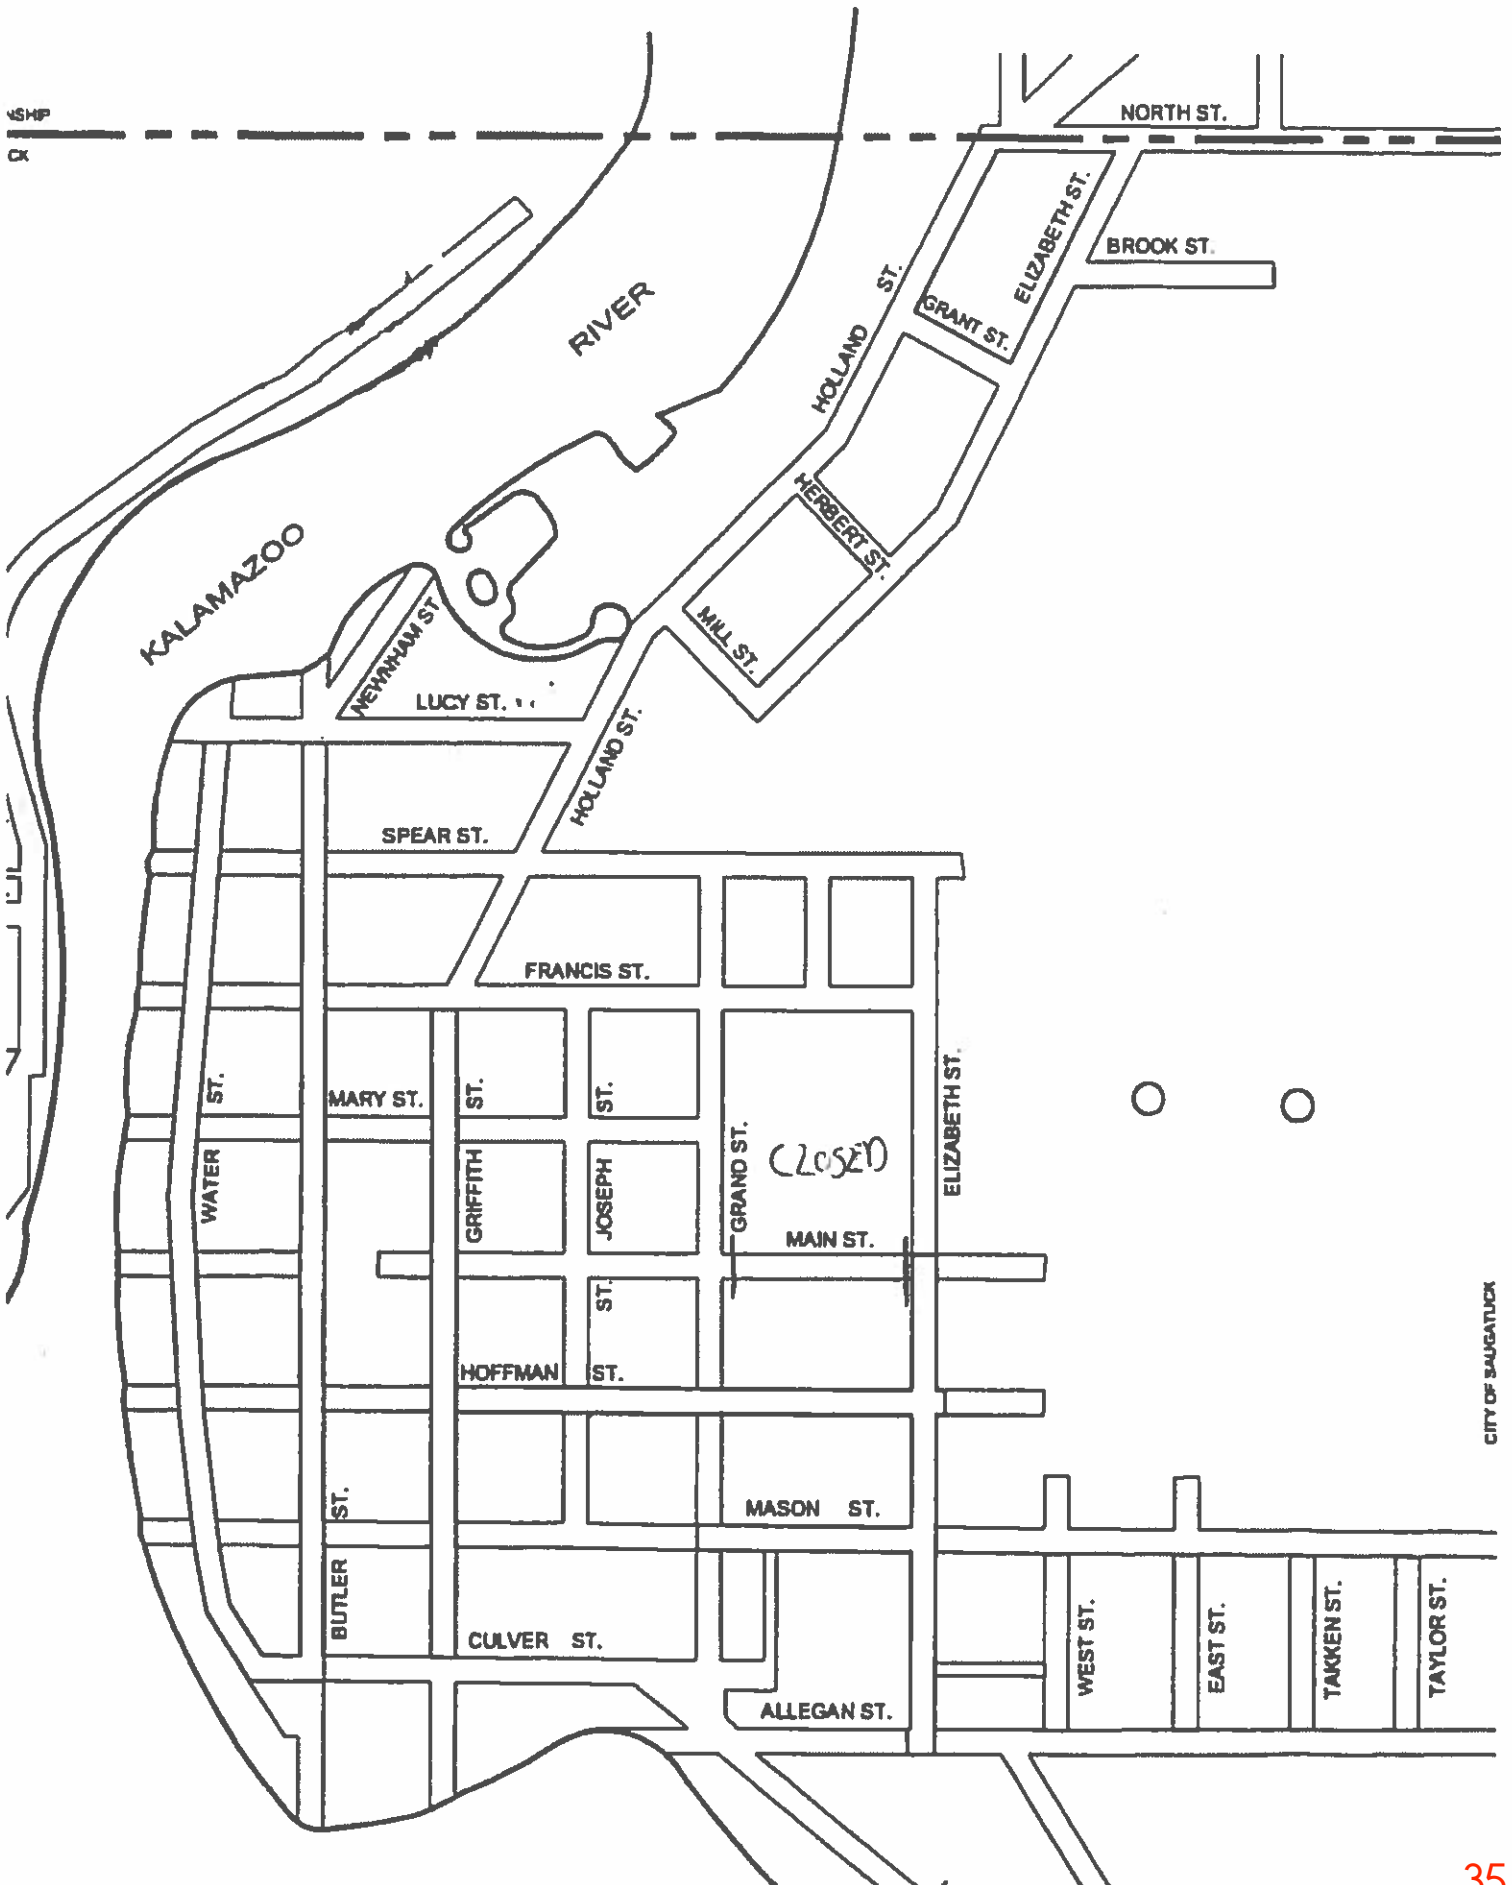 NORTH ST.
CK
ELIZABETH ST.
BROOK ST.
ST.
GRANT ST.
RIVER
HOLLAND
HERBERT ST.
KALAMAZOO
MILL ST.
NEWNHAM ST
LUCY ST.
HOLLAND ST.
SPEAR ST.
FRANCIS ST.
ST.
MARY ST.
ST.
ST.
ELIZABETH ST.
WATER
GRIFFITH
JOSEPH
GRAND ST.
CLOSED
MAIN ST.
ST.
CITY OF SAUGATUCK
HOFFMAN ST.
ST.
MASON ST.
BUTLER
CULVER ST.
WEST ST.
EAST ST.
TAKKEN ST.
TAYLOR ST.
ALLEGAN ST.
35